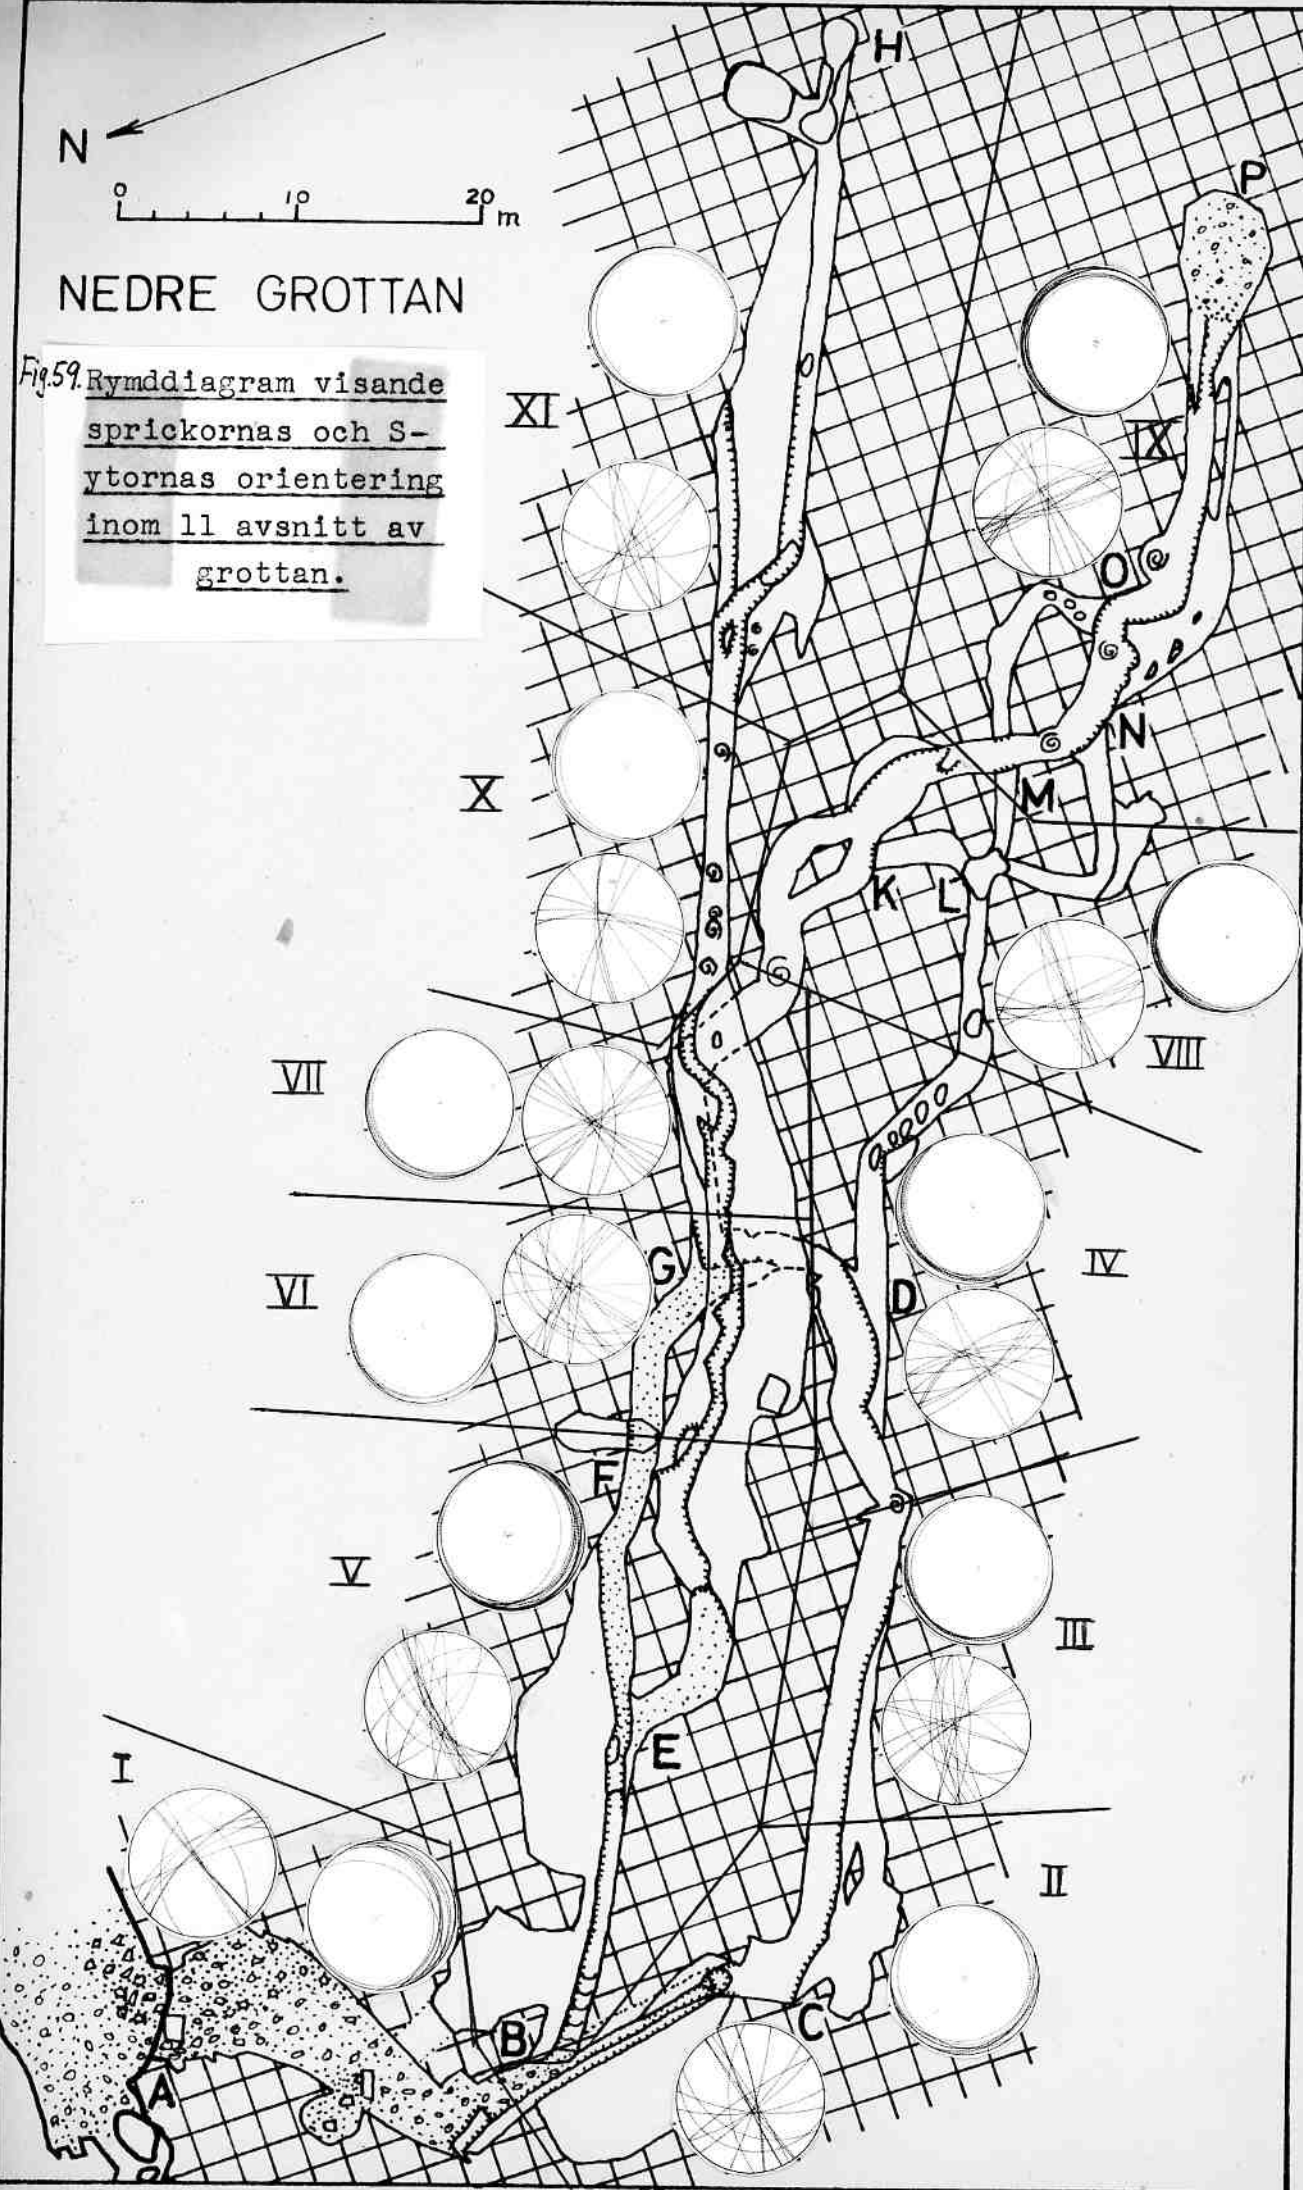 H
N
0 10 20 m
P
NEDRE GROTTAN
Fig.59. Rymddiagram visande
sprickornas och S-
ytornas orientering
inom 11 avsnitt av
grottan.
XI
IX
O
N
X
M
K L
VII
VIII
G
VI
IV
D
F
V
III
E
I
II
B
C
A